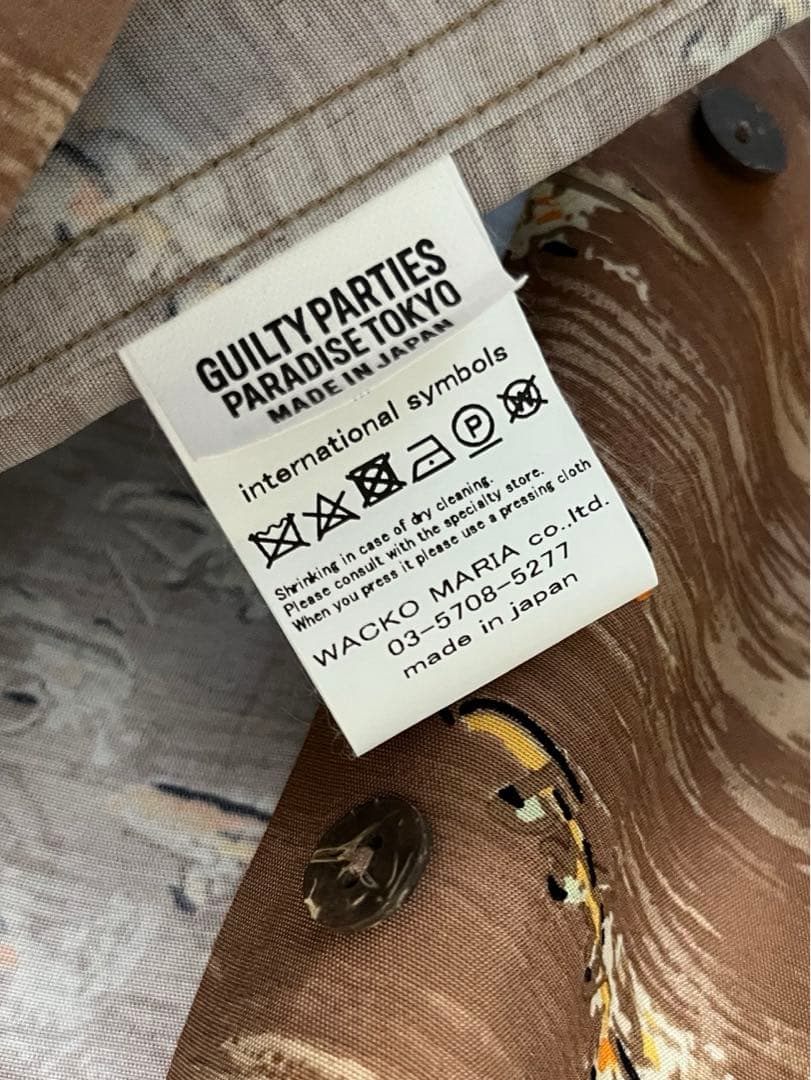 GUILTY PARTIES
PARADISE TOKYO
MADE IN JAPAN
international symbols
P W
Shrinking in case of dry cleaning.
Please consult with the specialty store.
When you press it please use a pressing cloth
WACKO MARIA co.,ltd.
03-5708-5277
made in japan